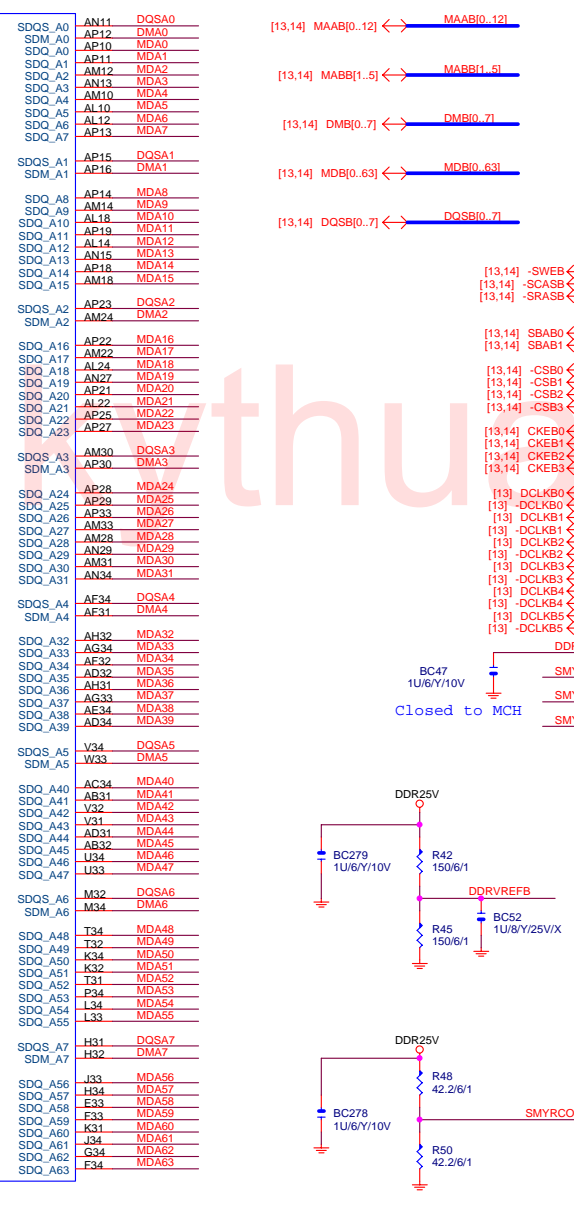 SDQS_A0 AN11 DQSA0
SDM_A0 AP12 DMA0
SDQ_A0 AP10 MDA0
SDQ_A1 AP11 MDA1
SDQ_A2 AM12 MDA2
SDQ_A3 AN13 MDA3
SDQ_A4 AM10 MDA4
SDQ_A5 AL10 MDA5
SDQ_A6 AL12 MDA6
SDQ_A7 AP13 MDA7
SDQS_A1 AP15 DQSA1
SDM_A1 AP16 DMA1
SDQ_A8 AP14 MDA8
SDQ_A9 AM14 MDA9
SDQ_A10 AL18 MDA10
SDQ_A11 AP19 MDA11
SDQ_A12 AL14 MDA12
SDQ_A13 AN15 MDA13
SDQ_A14 AP18 MDA14
SDQ_A15 AM18 MDA15
SDQS_A2 AP23 DQSA2
SDM_A2 AM24 DMA2
SDQ_A16 AP22 MDA16
SDQ_A17 AM22 MDA17
SDQ_A18 AL24 MDA18
SDQ_A19 AN27 MDA19
SDQ_A20 AP21 MDA20
SDQ_A21 AL22 MDA21
SDQ_A22 AP25 MDA22
SDQ_A23 AP27 MDA23
SDQS_A3 AM30 DQSA3
SDM_A3 AP30 DMA3
SDQ_A24 AP28 MDA24
SDQ_A25 AP29 MDA25
SDQ_A26 AP33 MDA26
SDQ_A27 AM33 MDA27
SDQ_A28 AM28 MDA28
SDQ_A29 AN29 MDA29
SDQ_A30 AM31 MDA30
SDQ_A31 AN34 MDA31
SDQS_A4 AF34 DQSA4
SDM_A4 AF31 DMA4
SDQ_A32 AH32 MDA32
SDQ_A33 AG34 MDA33
SDQ_A34 AF32 MDA34
SDQ_A35 AD32 MDA35
SDQ_A36 AH31 MDA36
SDQ_A37 AG33 MDA37
SDQ_A38 AE34 MDA38
SDQ_A39 AD34 MDA39
SDQS_A5 V34 DQSA5
SDM_A5 W33 DMA5
SDQ_A40 AC34 MDA40
SDQ_A41 AB31 MDA41
SDQ_A42 V32 MDA42
SDQ_A43 V31 MDA43
SDQ_A44 AD31 MDA44
SDQ_A45 AB32 MDA45
SDQ_A46 U34 MDA46
SDQ_A47 U33 MDA47
SDQS_A6 M32 DQSA6
SDM_A6 M34 DMA6
SDQ_A48 T34 MDA48
SDQ_A49 T32 MDA49
SDQ_A50 K34 MDA50
SDQ_A51 K32 MDA51
SDQ_A52 T31 MDA52
SDQ_A53 P34 MDA53
SDQ_A54 L34 MDA54
SDQ_A55 L33 MDA55
SDQS_A7 H31 DQSA7
SDM_A7 H32 DMA7
SDQ_A56 J33 MDA56
SDQ_A57 H34 MDA57
SDQ_A58 E33 MDA58
SDQ_A59 F33 MDA59
SDQ_A60 K31 MDA60
SDQ_A61 J34 MDA61
SDQ_A62 G34 MDA62
SDQ_A63 F34 MDA63
[13,14] MAAB[0..12] MAAB[0..12]
[13,14] MABB[1..5] MABB[1..5]
[13,14] DMB[0..7] DMB[0..7]
[13,14] MDB[0..63] MDB[0..63]
[13,14] DQSB[0..7] DQSB[0..7]
[13,14] -SWEB
[13,14] -SCASB
[13,14] -SRASB
[13,14] SBAB0
[13,14] SBAB1
[13,14] -CSB0
[13,14] -CSB1
[13,14] -CSB2
[13,14] -CSB3
[13,14] CKEB0
[13,14] CKEB1
[13,14] CKEB2
[13,14] CKEB3
[13] DCLKB0
[13] -DCLKB0
[13] DCLKB1
[13] -DCLKB1
[13] DCLKB2
[13] -DCLKB2
[13] DCLKB3
[13] -DCLKB3
[13] DCLKB4
[13] -DCLKB4
[13] DCLKB5
[13] -DCLKB5
DDR
BC47
1U/6/Y/10V
SMY
SMY
SMY
Closed to MCH
DDR25V
BC279
1U/6/Y/10V
R42
150/6/1
DDRVREFB
R45
150/6/1
BC52
1U/8/Y/25V/X
DDR25V
R48
42.2/6/1
BC278
1U/6/Y/10V
SMYRCO
R50
42.2/6/1